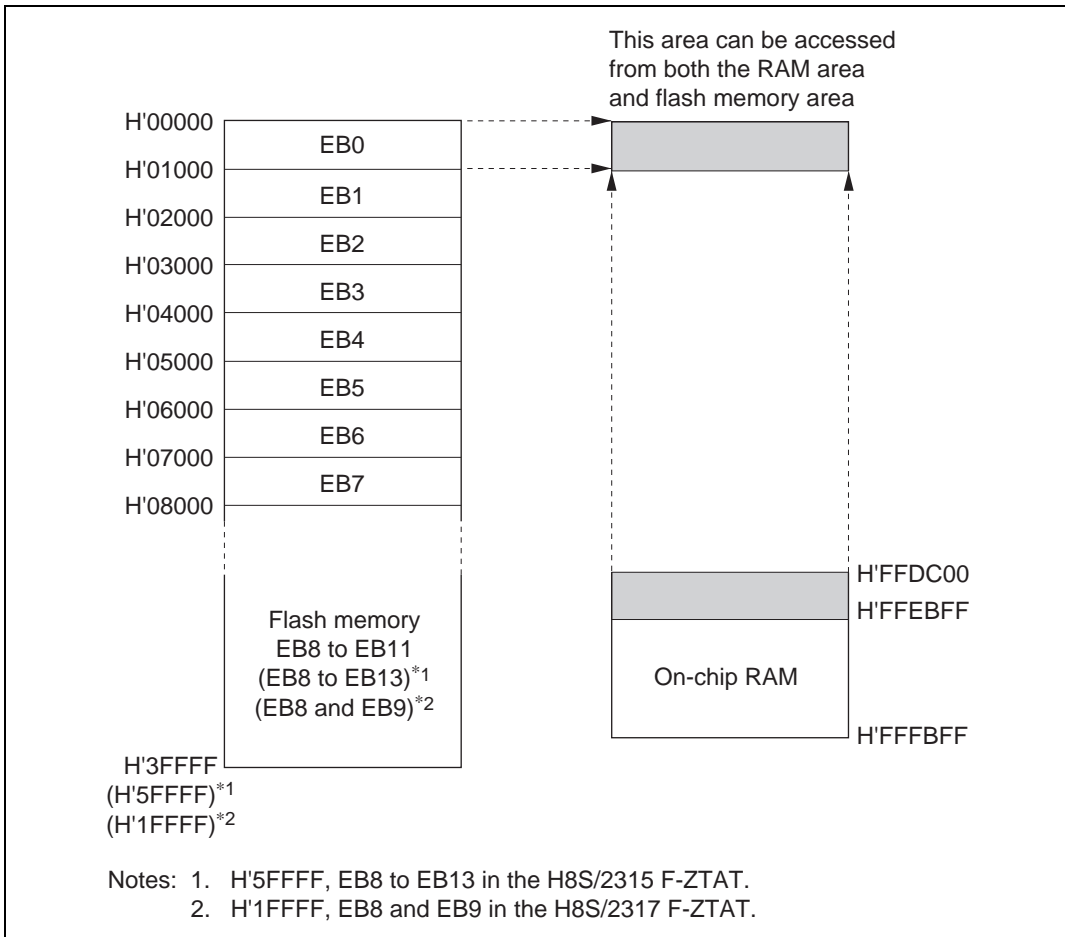 This area can be accessed
from both the RAM area
and flash memory area
H'00000
EB0
H'01000
EB1
H'02000
EB2
H'03000
EB3
H'04000
EB4
H'05000
EB5
H'06000
EB6
H'07000
EB7
H'08000
H'FFDC00
H'FFEBFF
Flash memory
EB8 to EB11
(EB8 to EB13)*1
(EB8 and EB9)*2
On-chip RAM
H'FFFBFF
H'3FFFF
(H'5FFFF)*1
(H'1FFFF)*2
Notes: 1. H'5FFFF, EB8 to EB13 in the H8S/2315 F-ZTAT.
2. H'1FFFF, EB8 and EB9 in the H8S/2317 F-ZTAT.